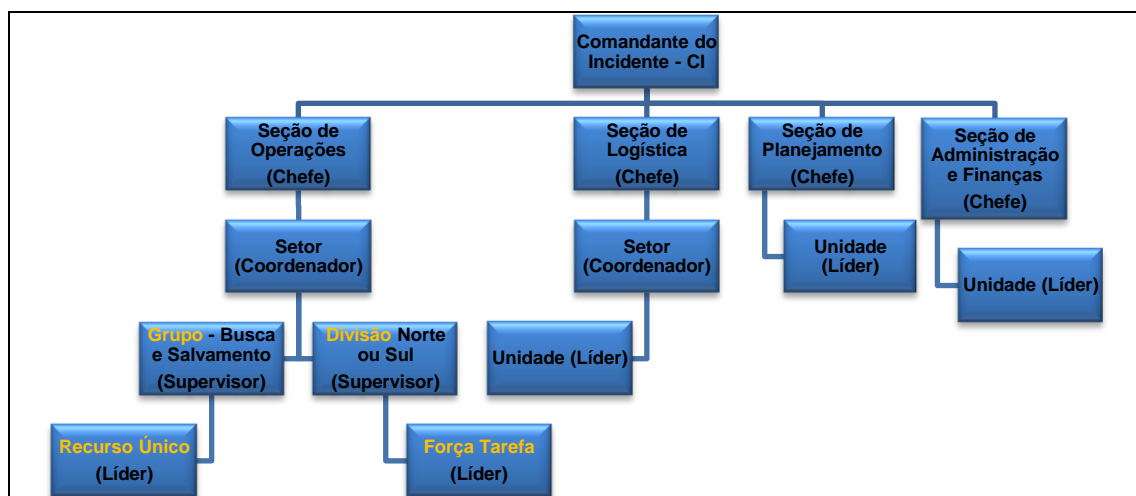 Comandante do
Incidente - CI
Seção de
Operações
(Chefe)
Seção de
Logística
(Chefe)
Seção de
Planejamento
(Chefe)
Seção de
Administração
e Finanças
(Chefe)
Setor
(Coordenador)
Setor
(Coordenador)
Unidade
(Líder)
Unidade (Líder)
Grupo - Busca
e Salvamento
(Supervisor)
Divisão Norte
ou Sul
(Supervisor)
Unidade (Líder)
Recurso Único
(Líder)
Força Tarefa
(Líder)